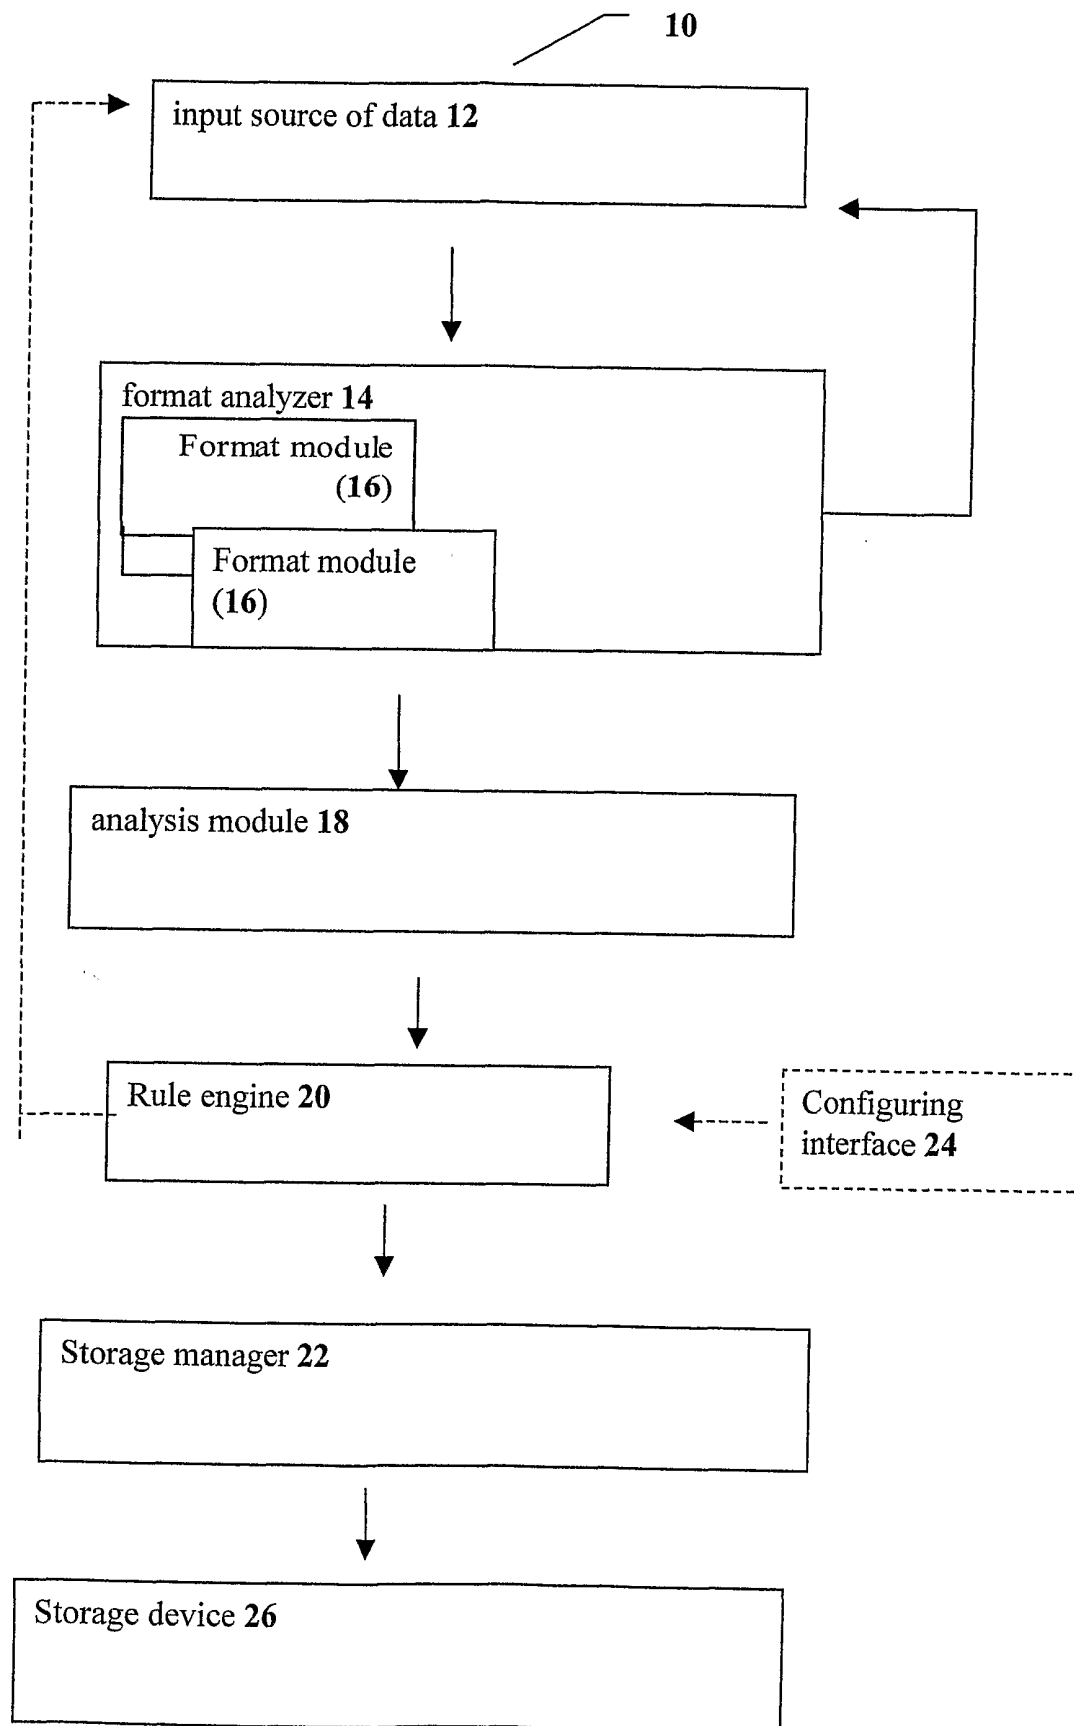 10
input source of data 12
format analyzer 14
Format module
(16)
Format module
(16)
analysis module 18
Rule engine 20
Configuring
interface 24
Storage manager 22
Storage device 26